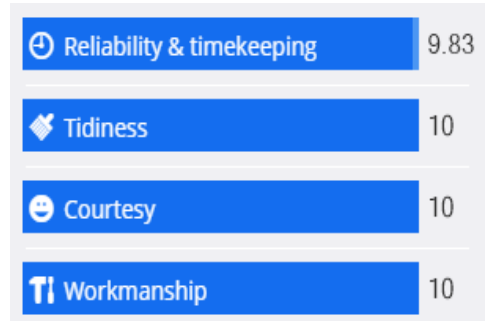 Reliability & timekeeping 9.83
Tidiness 10
Courtesy 10
Workmanship 10